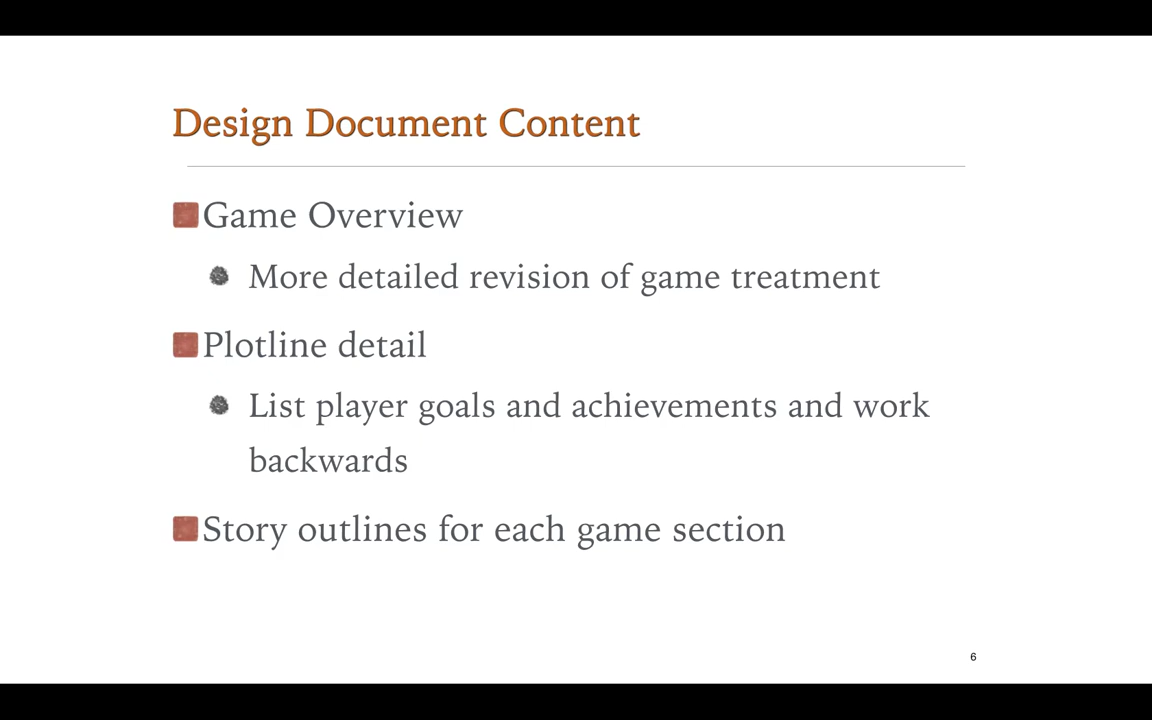 Design Document Content
Game Overview
More detailed revision of game treatment
Plotline detail
List player goals and achievements and work
backwards
Story outlines for each game section
6